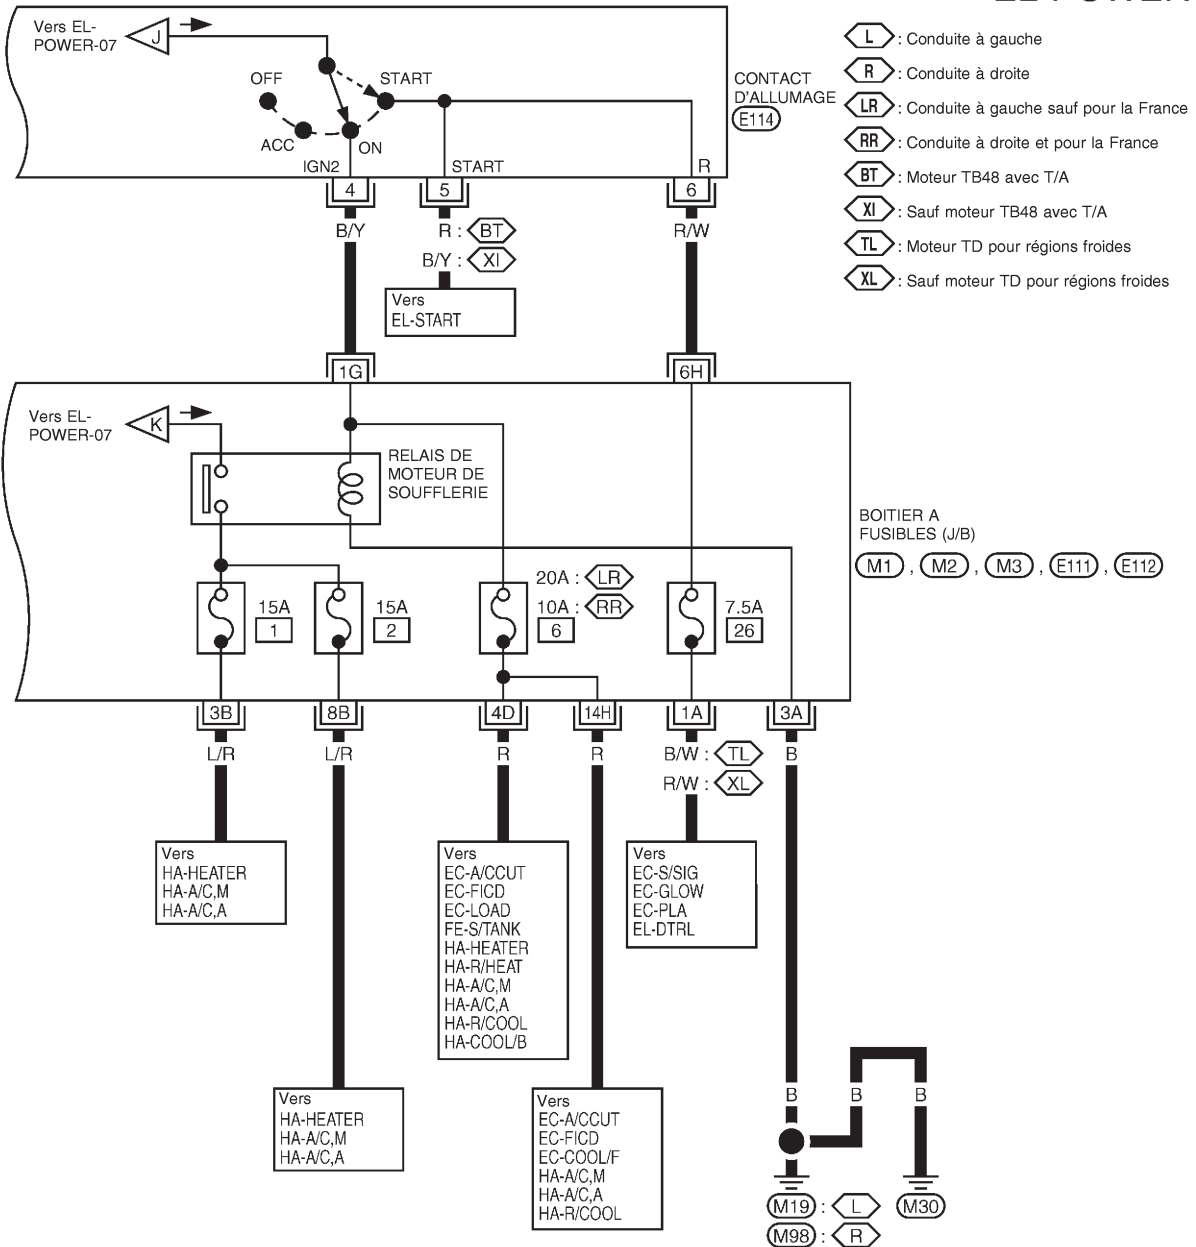 Vers EL-
POWER-07
J
OFF
START
ACC
ON
IGN2
START
R
CONTACT
D'ALLUMAGE
E114
L : Conduite à gauche
R : Conduite à droite
LR : Conduite à gauche sauf pour la France
RR : Conduite à droite et pour la France
BT : Moteur TB48 avec T/A
XI : Sauf moteur TB48 avec T/A
TL : Moteur TD pour régions froides
XL : Sauf moteur TD pour régions froides
4
5
6
B/Y
R : BT
R/W
B/Y : XI
Vers
EL-START
1G
6H
Vers EL-
POWER-07
K
RELAIS DE
MOTEUR DE
SOUFFLERIE
BOITIER A
FUSIBLES (J/B)
M1 , M2 , M3 , E111 , E112
15A
1
15A
2
20A : LR
10A : RR
6
7.5A
26
3B
8B
4D
14H
1A
3A
L/R
L/R
R
R
B/W : TL
R/W : XL
B
Vers
HA-HEATER
HA-A/C,M
HA-A/C,A
Vers
EC-A/CCUT
EC-FICD
EC-LOAD
FE-S/TANK
HA-HEATER
HA-R/HEAT
HA-A/C,M
HA-A/C,A
HA-R/COOL
HA-COOL/B
Vers
EC-S/SIG
EC-GLOW
EC-PLA
EL-DTRL
Vers
HA-HEATER
HA-A/C,M
HA-A/C,A
Vers
EC-A/CCUT
EC-FICD
EC-COOL/F
HA-A/C,M
HA-A/C,A
HA-R/COOL
B
B
B
M19 : L
M30
M98 : R